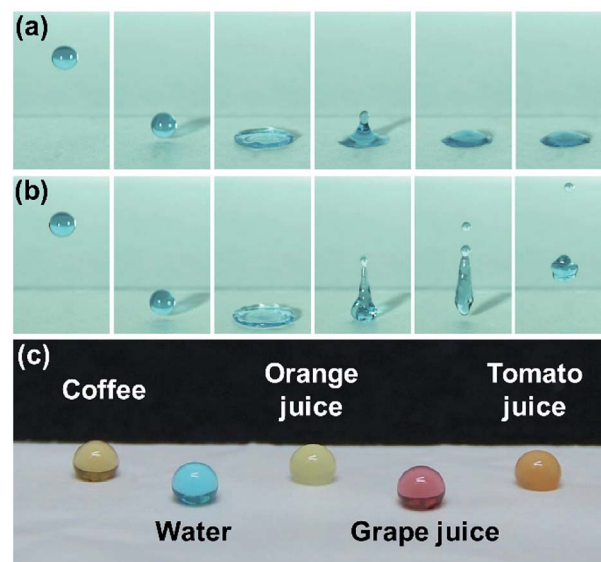 (a)
(b)
(c)
Coffee
Orange
juice
Tomato
juice
Water
Grape juice